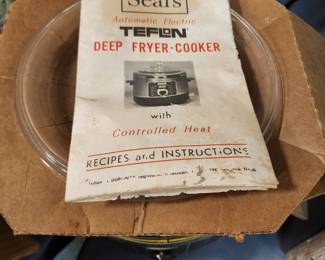 Sears
Automatic Electric
TEFLON
DEEP FRYER-COOKER
with
Controlled Heat
RECIPES and INSTRUCTIONS